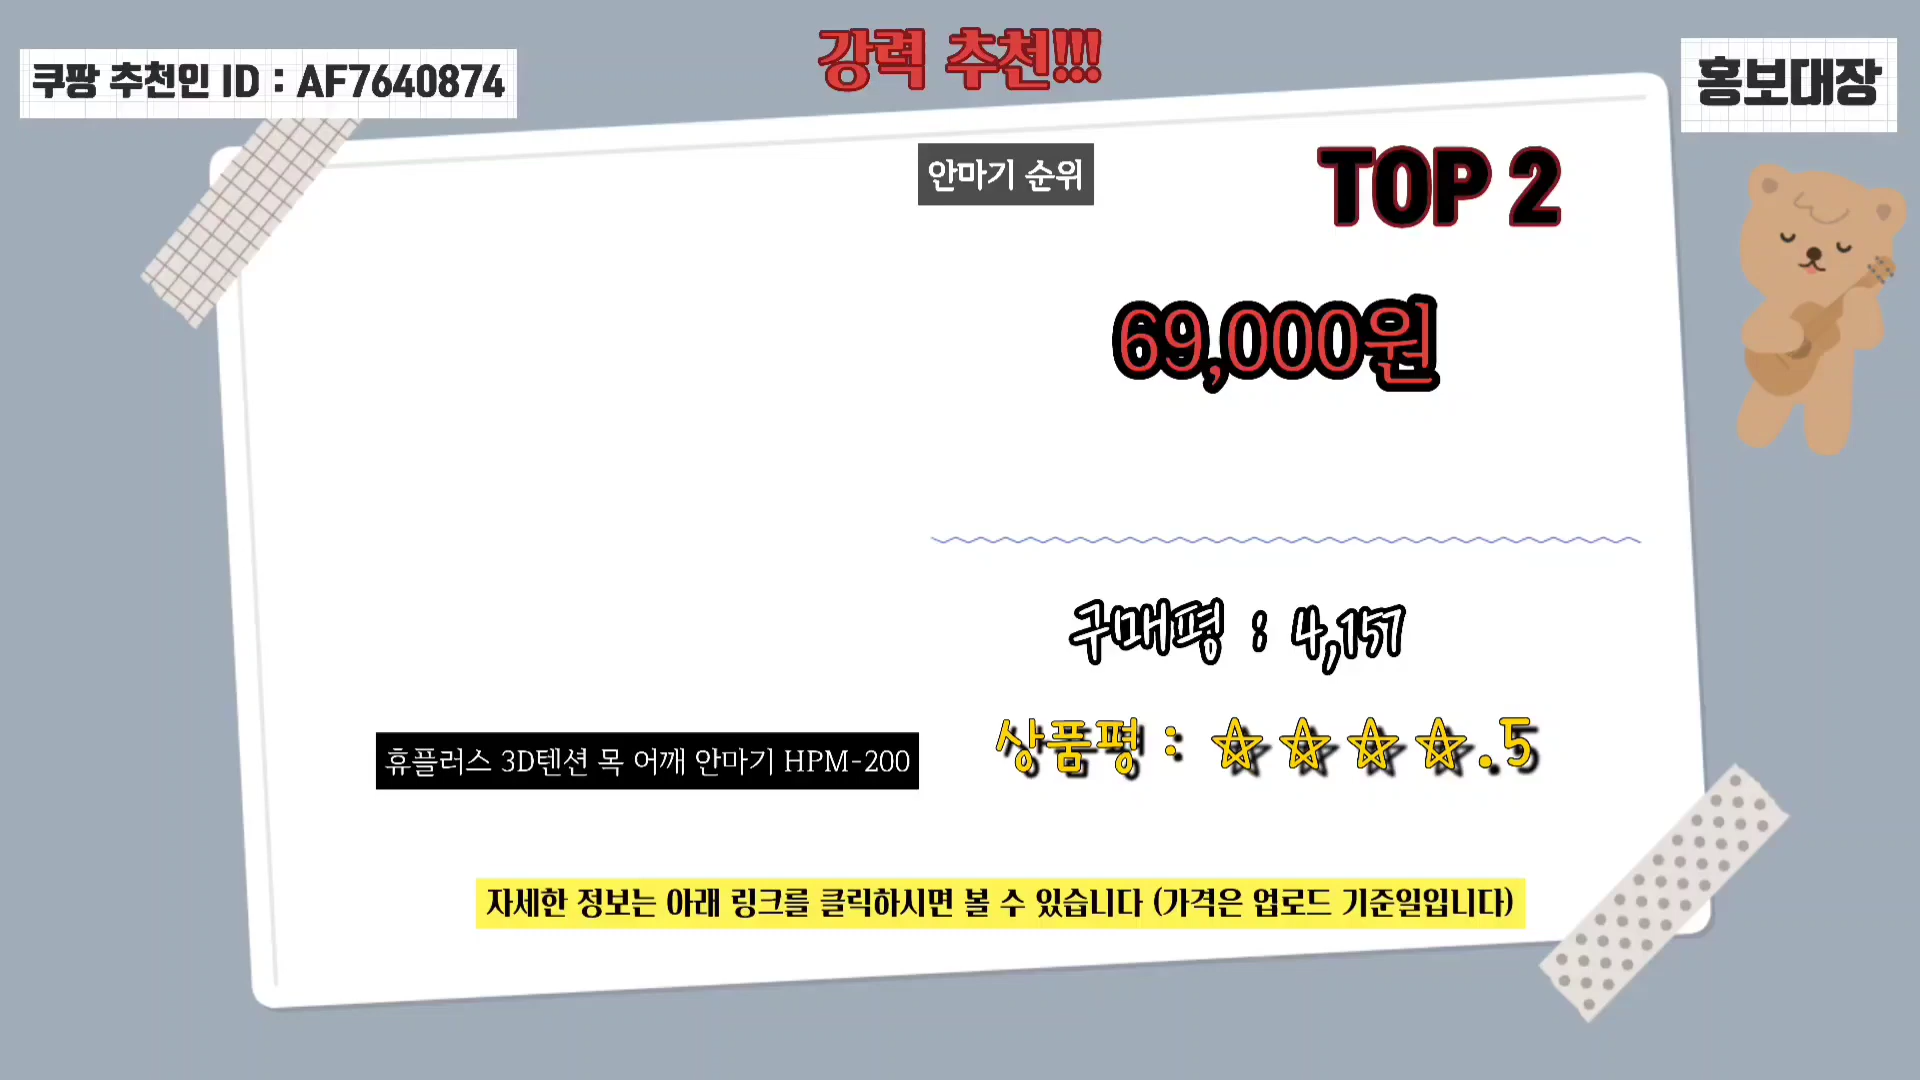 강력 추천!!!
쿠팡 추천인 ID : AF7640874
홍보대장
안마기 순위
TOP 2
69,000원
구매평 : 4,157
상품평 : ☆ ☆ ☆ ☆.5
휴플러스 3D텐션 목 어깨 안마기 HPM-200
자세한 정보는 아래 링크를 클릭하시면 볼 수 있습니다 (가격은 업로드 기준일입니다)